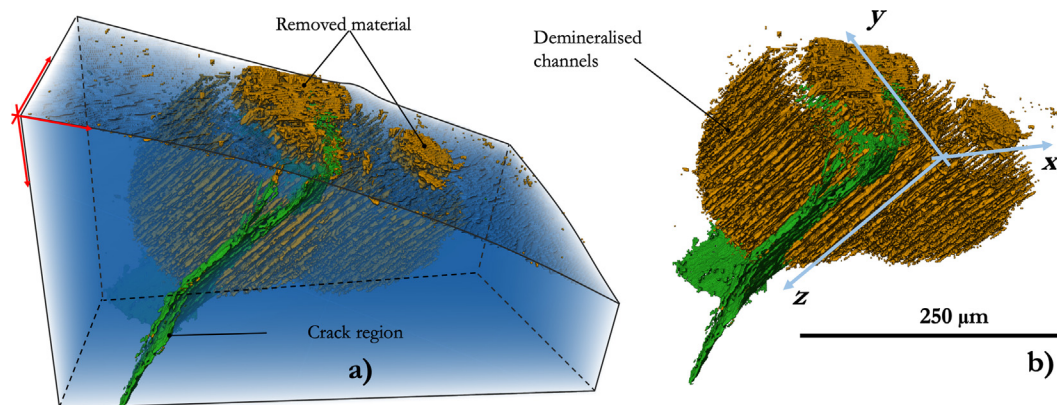 Removed material
Crack region
a)
Demineralised
channels
y
x
z
250 µm
b)